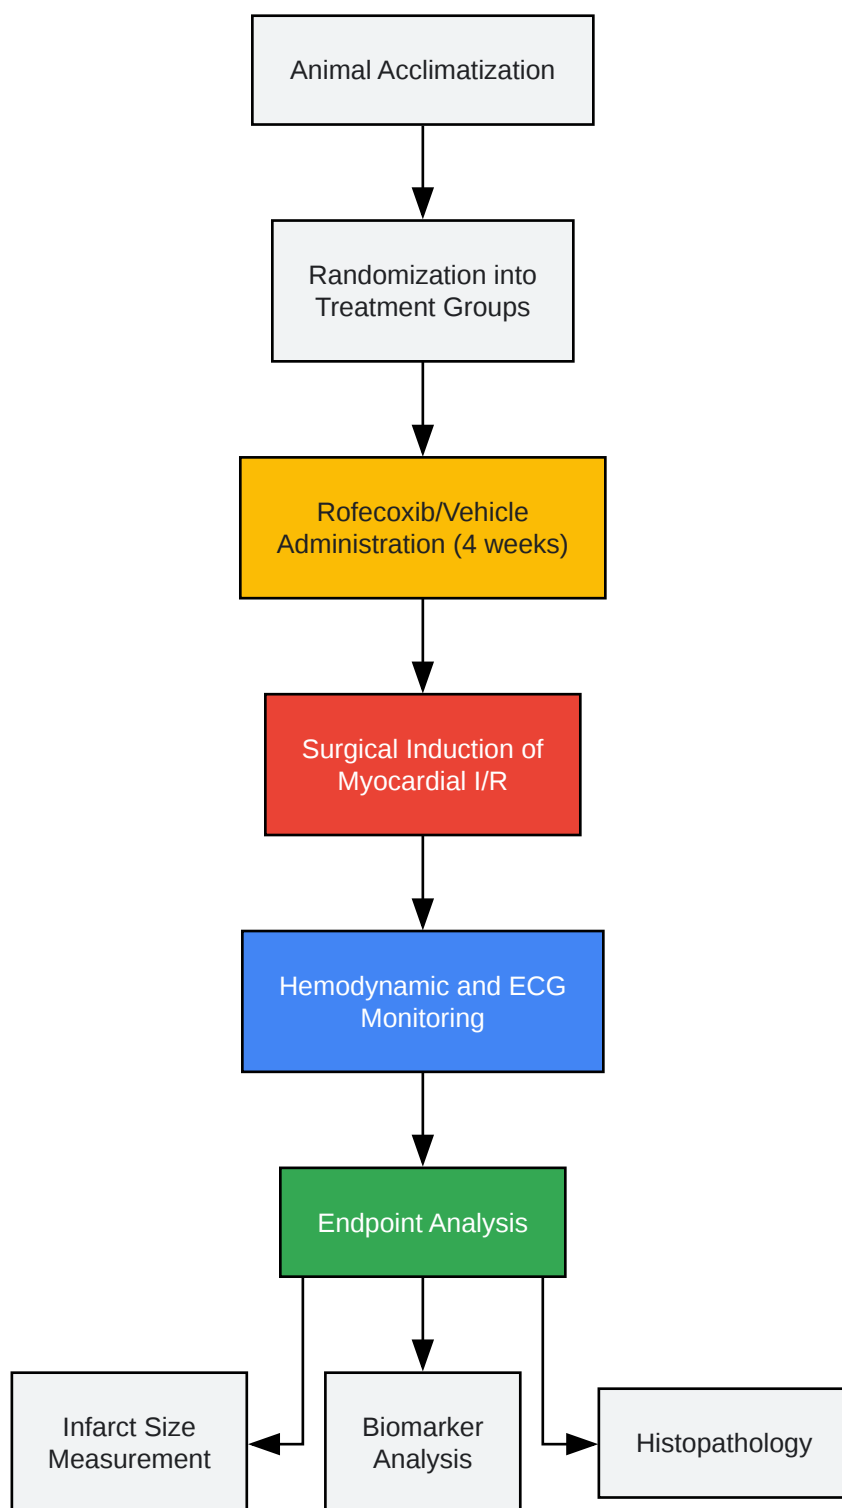 Animal Acclimatization
Randomization into
Treatment Groups
Rofecoxib/Vehicle
Administration (4 weeks)
Surgical Induction of
Myocardial I/R
Hemodynamic and ECG
Monitoring
Endpoint Analysis
Infarct Size
Measurement
Biomarker
Analysis
Histopathology